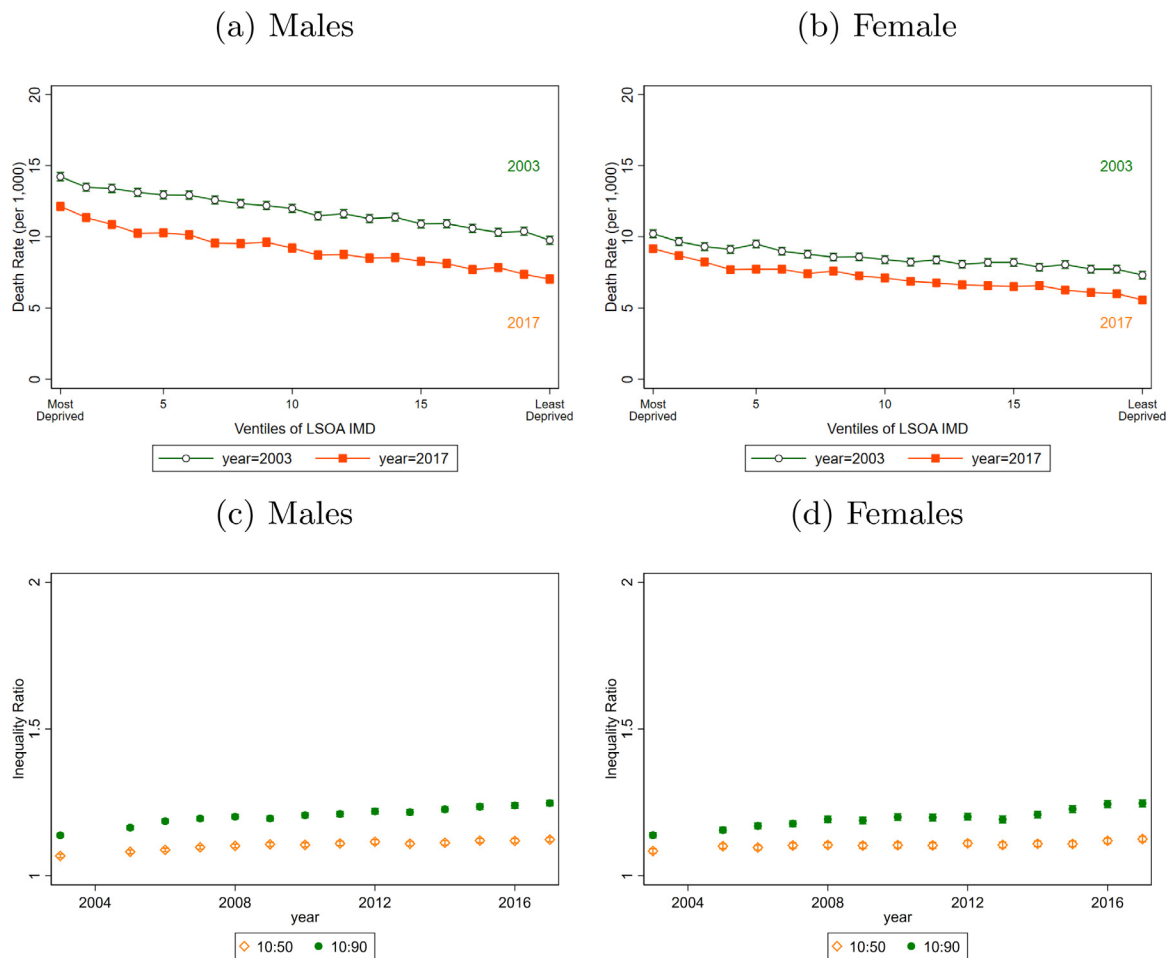 (a) Males
Death Rate (per 1,000)
20
15
10
5
0
2003
2017
Most
Deprived
5
10
15
Least
Deprived
Ventiles of LSOA IMD
year=2003
year=2017
(b) Female
Death Rate (per 1,000)
20
15
10
5
0
2003
2017
Most
Deprived
5
10
15
Least
Deprived
Ventiles of LSOA IMD
year=2003
year=2017
(c) Males
Inequality Ratio
2
1.5
1
2004
2008
2012
2016
year
10:50
10:90
(d) Females
Inequality Ratio
2
1.5
1
2004
2008
2012
2016
year
10:50
10:90